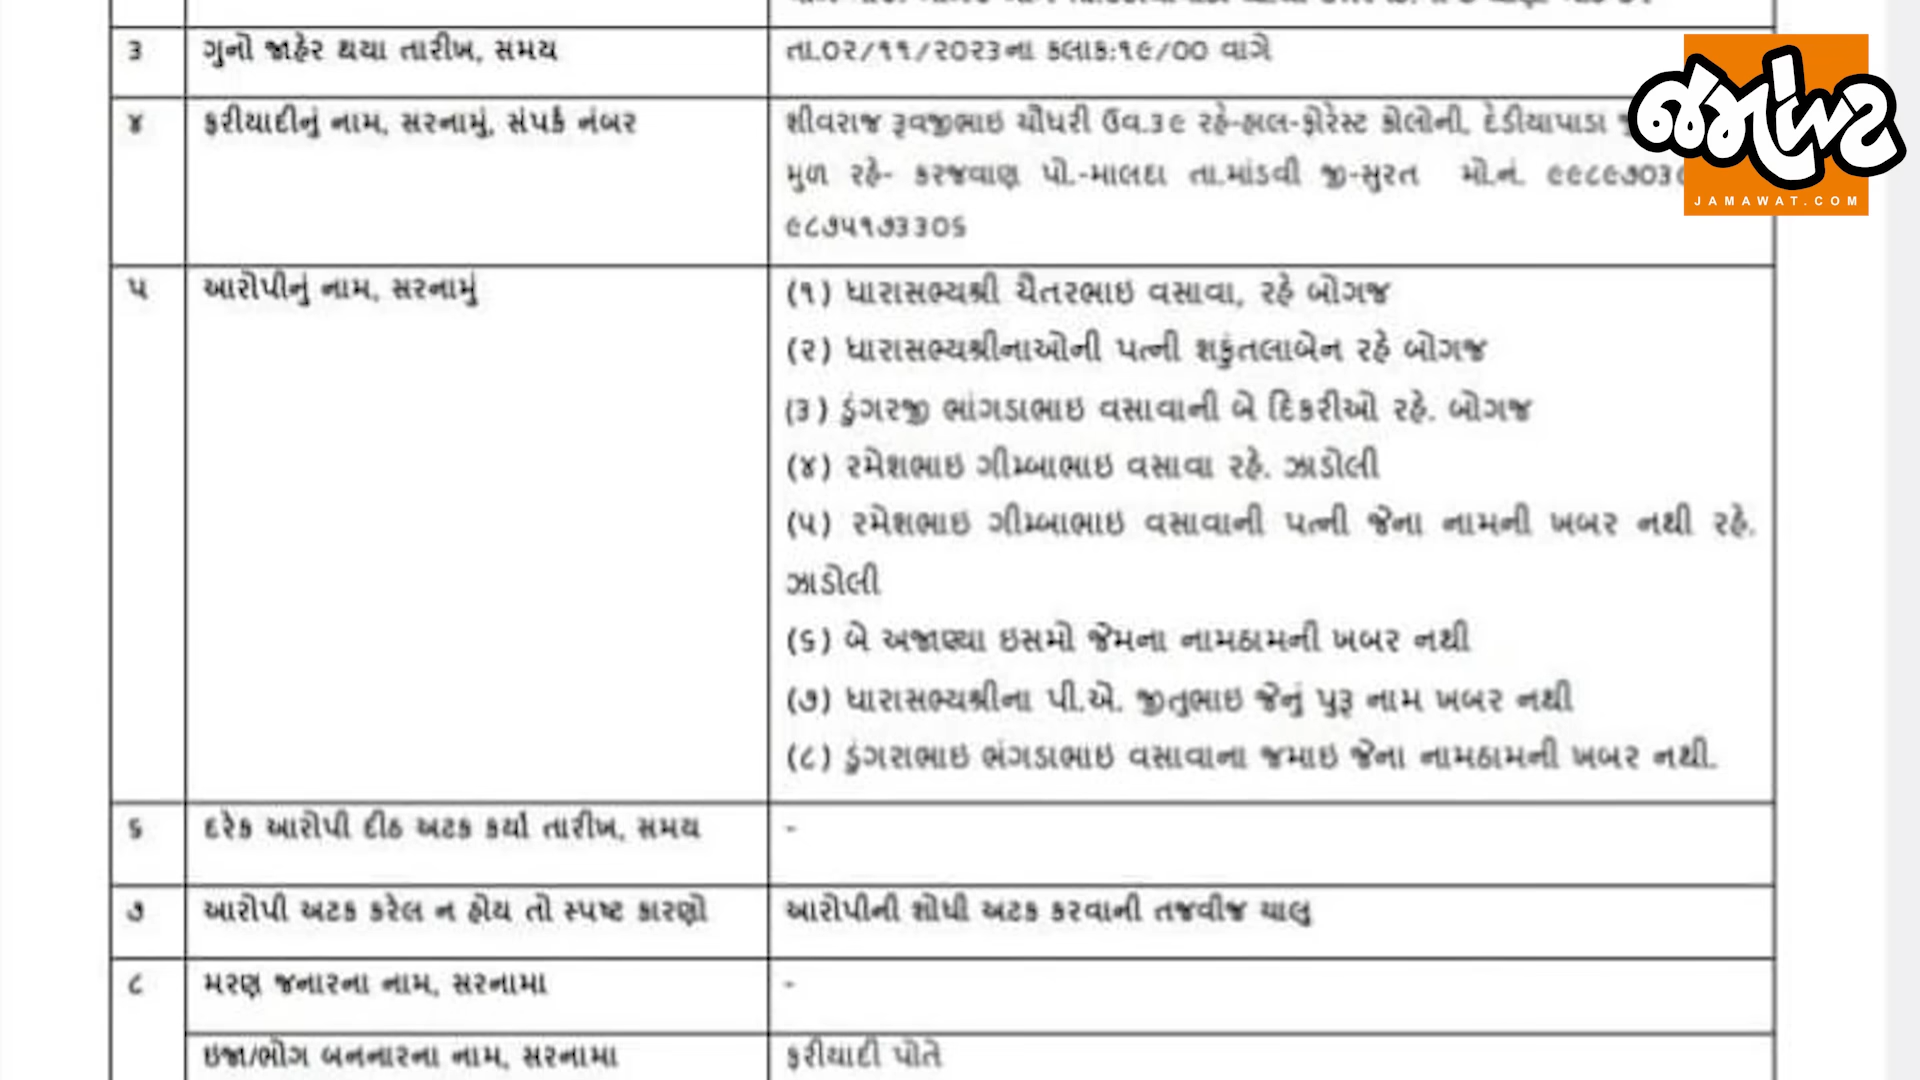 ૩ ગુનો જાહેર થયા તારીખ, સમય તા.૦૨/૧૧/૨૦૨૩ના કલાક:૧૯/૦૦ વાગે
૪ ફરીયાદીનું નામ, સરનામું, સંપર્ક નંબર શીવરાજ રૂવજીભાઇ ચૌધરી ઉવ.૩૯ રહે-હાલ-ફોરેસ્ટ કોલોની, દેડીયાપાડા
મુળ રહે- કરજવાણ પો.-માલદા તા.માંડવી જી-સુરત મો.નં.
૯૮૭૫૧૭૩૩૦૬
૫ આરોપીનું નામ, સરનામું (૧) ધારાસભ્યશ્રી ચૈતરભાઇ વસાવા, રહે બોગજ
(૨) ધારાસભ્યશ્રીનાઓની પત્ની શકુંતલાબેન રહે બોગજ
(૩) ડુંગરજી ભાંગડાભાઇ વસાવાની બે દિકરીઓ રહે. બોગજ
(૪) રમેશભાઇ ગીમ્બાભાઇ વસાવા રહે. ઝાડોલી
(૫) રમેશભાઇ ગીમ્બાભાઇ વસાવાની પત્ની જેના નામની ખબર નથી રહે.
ઝાડોલી
(૬) બે અજાણ્યા ઇસમો જેમના નામઠામની ખબર નથી
(૭) ધારાસભ્યશ્રીના પી.એ. જીતુભાઇ જેનું પુરૂ નામ ખબર નથી
(૮) ડુંગરાભાઇ ભંગડાભાઇ વસાવાના જમાઇ જેના નામઠામની ખબર નથી.
૬ દરેક આરોપી દીઠ અટક કર્યા તારીખ, સમય -
૭ આરોપી અટક કરેલ ન હોય તો સ્પષ્ટ કારણો આરોપીની શોધી અટક કરવાની તજવીજ ચાલુ
૮ મરણ જનારના નામ, સરનામા -
ઇજા/ભોગ બનનારના નામ, સરનામા ફરીયાદી પોતે
જમાવટ
JAMAWAT.COM